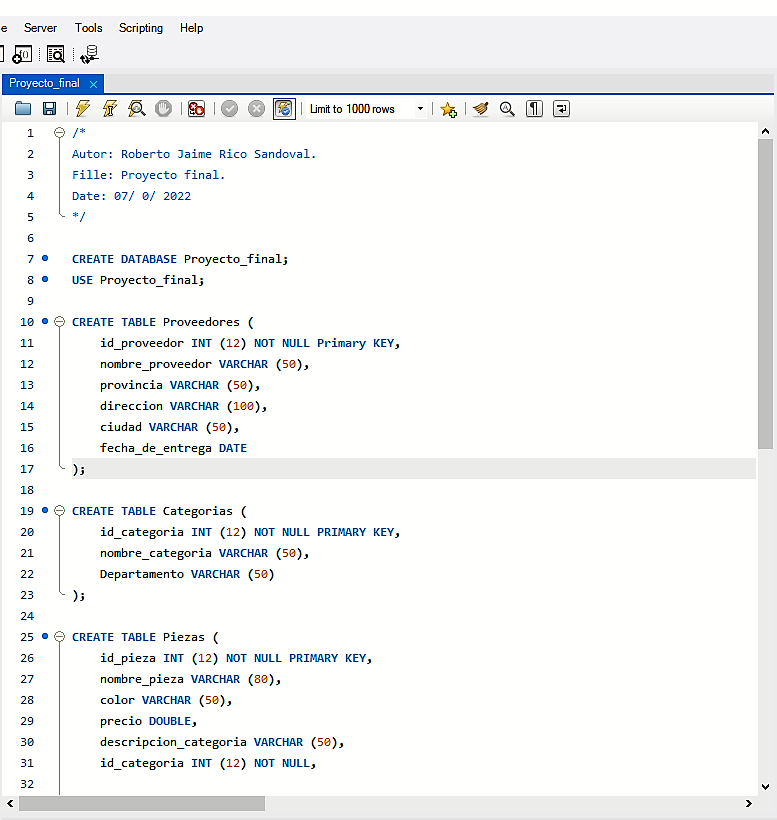 e Server Tools Scripting Help
Proyecto_final
Limit to 1000 rows
1 /*
2 Autor: Roberto Jaime Rico Sandoval.
3 Fille: Proyecto final.
4 Date: 07/ 0/ 2022
5 */
6
7 CREATE DATABASE Proyecto_final;
8 USE Proyecto_final;
9
10 CREATE TABLE Proveedores (
11 id_proveedor INT (12) NOT NULL Primary KEY,
12 nombre_proveedor VARCHAR (50),
13 provincia VARCHAR (50),
14 direccion VARCHAR (100),
15 ciudad VARCHAR (50),
16 fecha_de_entrega DATE
17 );
18
19 CREATE TABLE Categorias (
20 id_categoria INT (12) NOT NULL PRIMARY KEY,
21 nombre_categoria VARCHAR (50),
22 Departamento VARCHAR (50)
23 );
24
25 CREATE TABLE Piezas (
26 id_pieza INT (12) NOT NULL PRIMARY KEY,
27 nombre_pieza VARCHAR (80),
28 color VARCHAR (50),
29 precio DOUBLE,
30 descripcion_categoria VARCHAR (50),
31 id_categoria INT (12) NOT NULL,
32